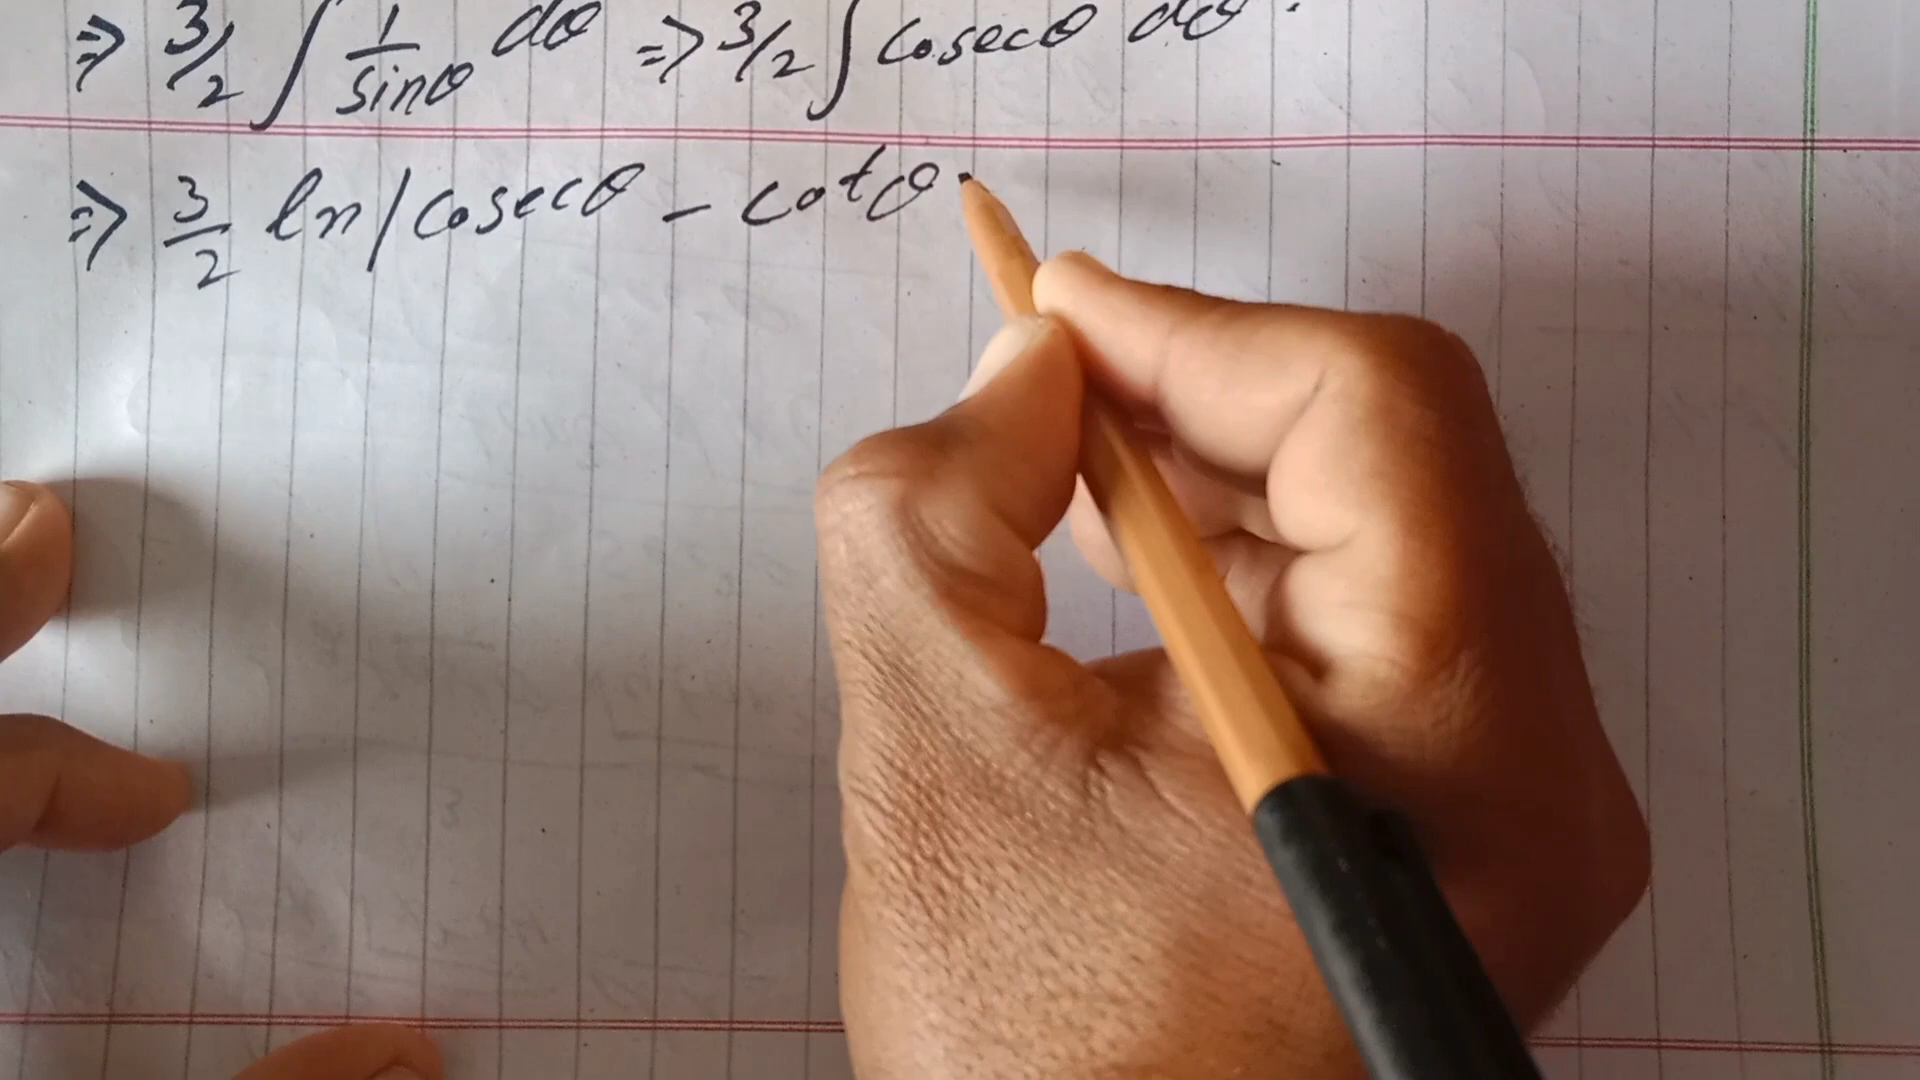 ⇒ 3/2 ∫ 1/sinθ dθ ⇒ 3/2 ∫ cosecθ dθ.
⇒ 3/2 ln|cosecθ - cotθ